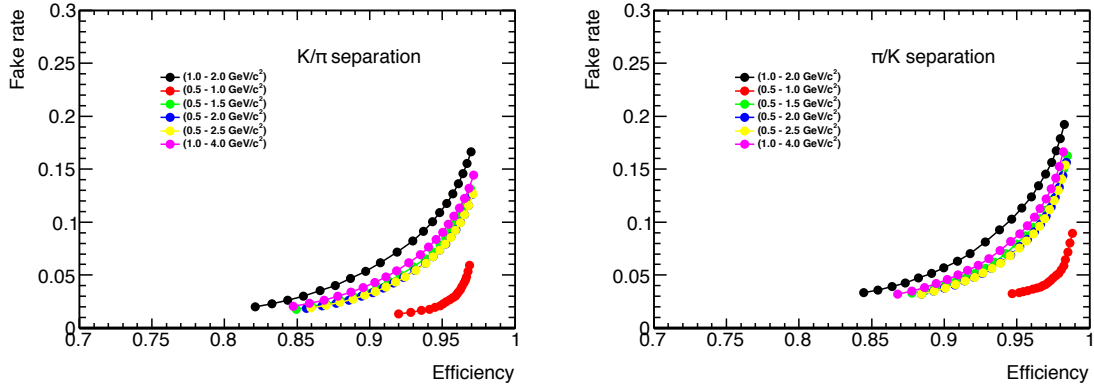 Fake rate
0.3
0.25
0.2
0.15
0.1
0.05
0
K/π separation
(1.0 - 2.0 GeV/c²)
(0.5 - 1.0 GeV/c²)
(0.5 - 1.5 GeV/c²)
(0.5 - 2.0 GeV/c²)
(0.5 - 2.5 GeV/c²)
(1.0 - 4.0 GeV/c²)
0.7 0.75 0.8 0.85 0.9 0.95 1
Efficiency
Fake rate
0.3
0.25
0.2
0.15
0.1
0.05
0
π/K separation
(1.0 - 2.0 GeV/c²)
(0.5 - 1.0 GeV/c²)
(0.5 - 1.5 GeV/c²)
(0.5 - 2.0 GeV/c²)
(0.5 - 2.5 GeV/c²)
(1.0 - 4.0 GeV/c²)
0.7 0.75 0.8 0.85 0.9 0.95 1
Efficiency